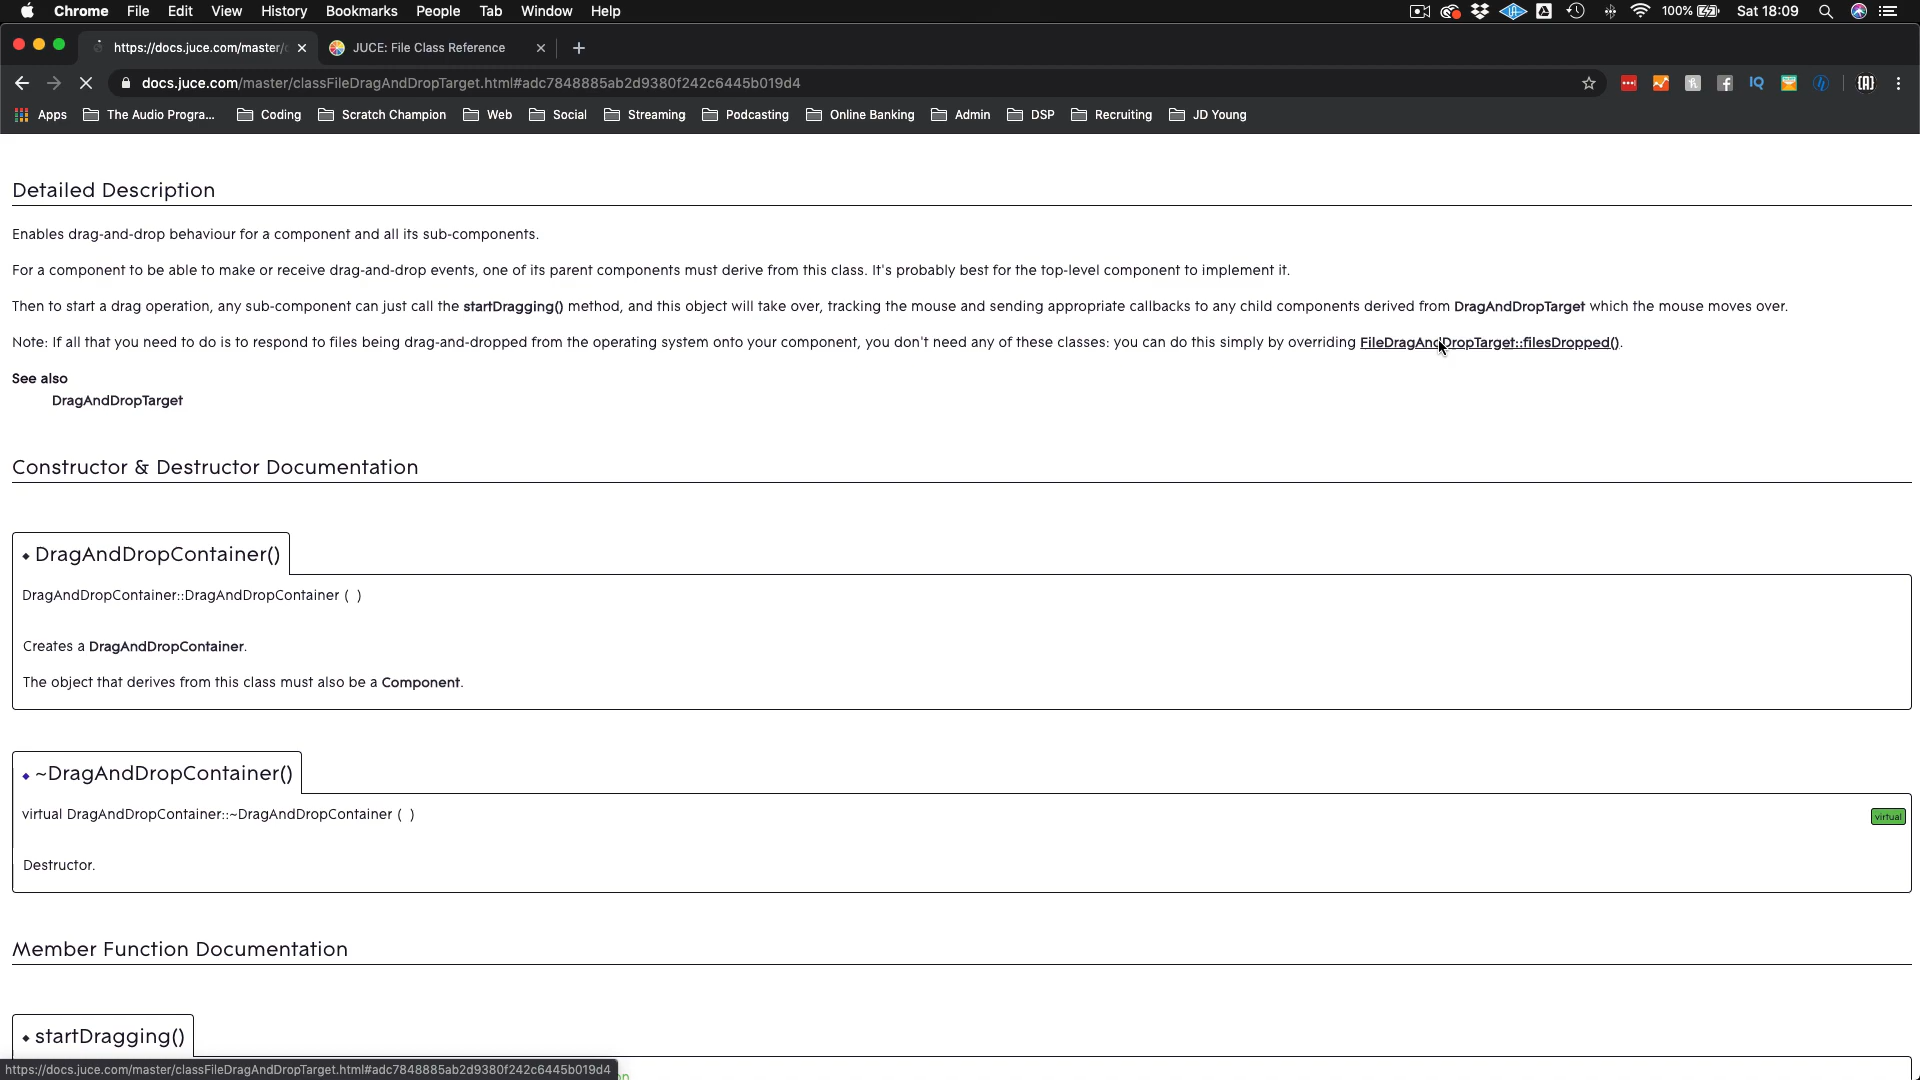 Chrome File Edit View History Bookmarks People Tab Window Help 100% Sat 18:09
https://docs.juce.com/master/c JUCE: File Class Reference
docs.juce.com/master/classFileDragAndDropTarget.html#adc7848885ab2d9380f242c6445b019d4 IQ {A}
Apps The Audio Progra... Coding Scratch Champion Web Social Streaming Podcasting Online Banking Admin DSP Recruiting JD Young
Detailed Description
Enables drag-and-drop behaviour for a component and all its sub-components.
For a component to be able to make or receive drag-and-drop events, one of its parent components must derive from this class. It's probably best for the top-level component to implement it.
Then to start a drag operation, any sub-component can just call the startDragging() method, and this object will take over, tracking the mouse and sending appropriate callbacks to any child components derived from DragAndDropTarget which the mouse moves over.
Note: If all that you need to do is to respond to files being drag-and-dropped from the operating system onto your component, you don't need any of these classes: you can do this simply by overriding FileDragAndDropTarget::filesDropped().
See also
DragAndDropTarget
Constructor & Destructor Documentation
◆ DragAndDropContainer()
DragAndDropContainer::DragAndDropContainer ( )
Creates a DragAndDropContainer.
The object that derives from this class must also be a Component.
◆ ~DragAndDropContainer()
virtual DragAndDropContainer::~DragAndDropContainer ( ) virtual
Destructor.
Member Function Documentation
◆ startDragging()
https://docs.juce.com/master/classFileDragAndDropTarget.html#adc7848885ab2d9380f242c6445b019d4